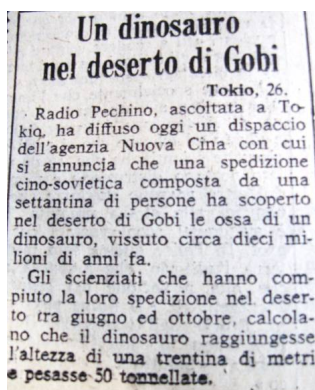 Un dinosauro
nel deserto di Gobi
Tokio, 26.
Radio Pechino, ascoltata a To-
kio, ha diffuso oggi un dispaccio
dell'agenzia Nuova Cina con cui
si annuncia che una spedizione
cino-sovietica composta da una
settantina di persone ha scoperto
nel deserto di Gobi le ossa di un
dinosauro, vissuto circa dieci mi-
lioni di anni fa.
Gli scienziati che hanno com-
piuto la loro spedizione nel deser-
to tra giugno ed ottobre, calcola-
no che il dinosauro raggiungesse
l'altezza di una trentina di metri
e pesasse 50 tonnellate.